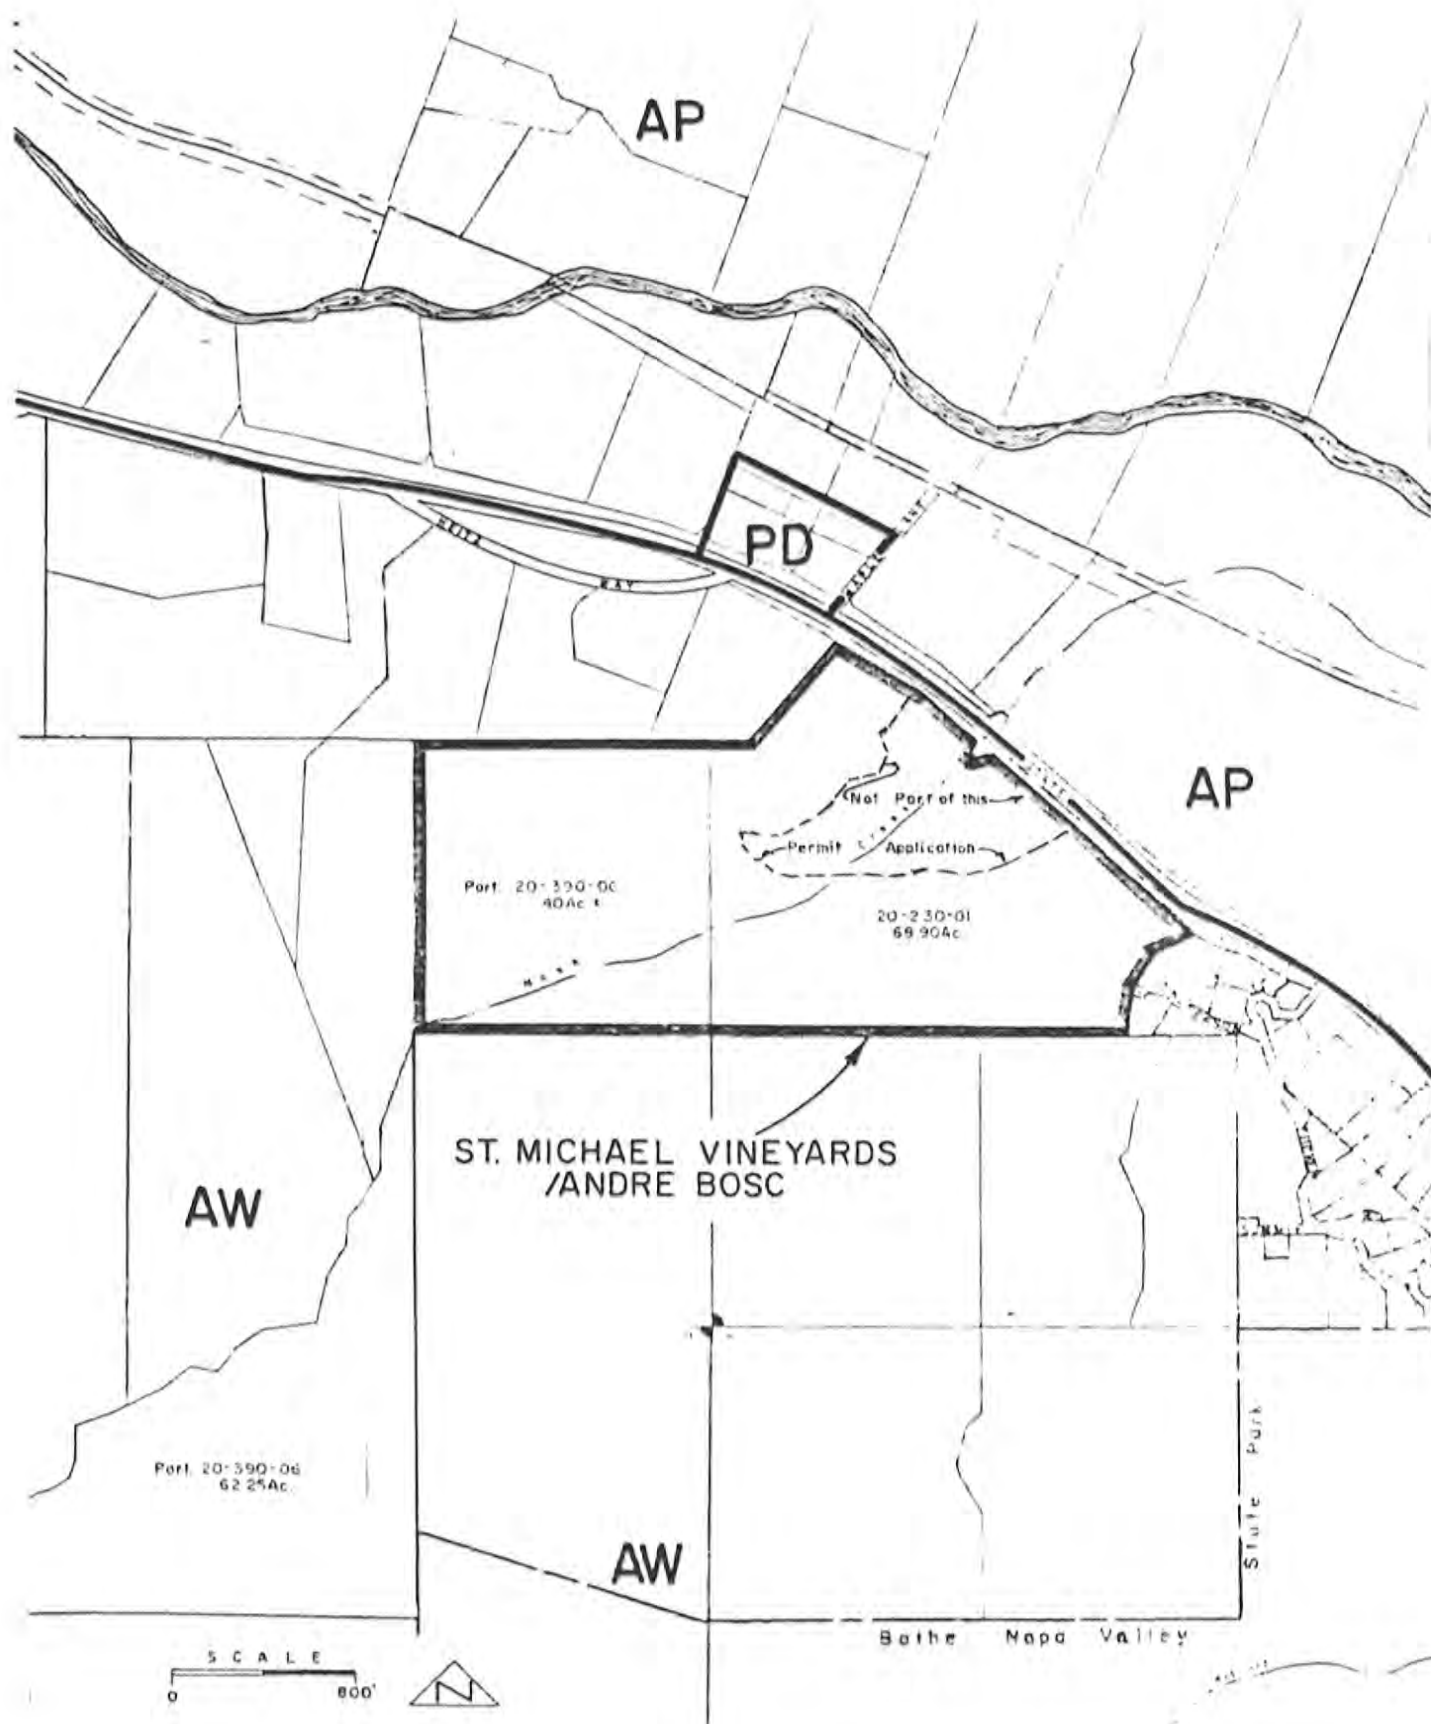 AP
PD
WAY
AP
Not Part of this
Permit Application
Port. 20-390-06
40Ac ±
20-230-01
69.90Ac.
ST. MICHAEL VINEYARDS
/ANDRE BOSC
AW
Port. 20-390-06
62.25Ac.
State Park
AW
Bothe Napa Valley
SCALE
0 800'
N